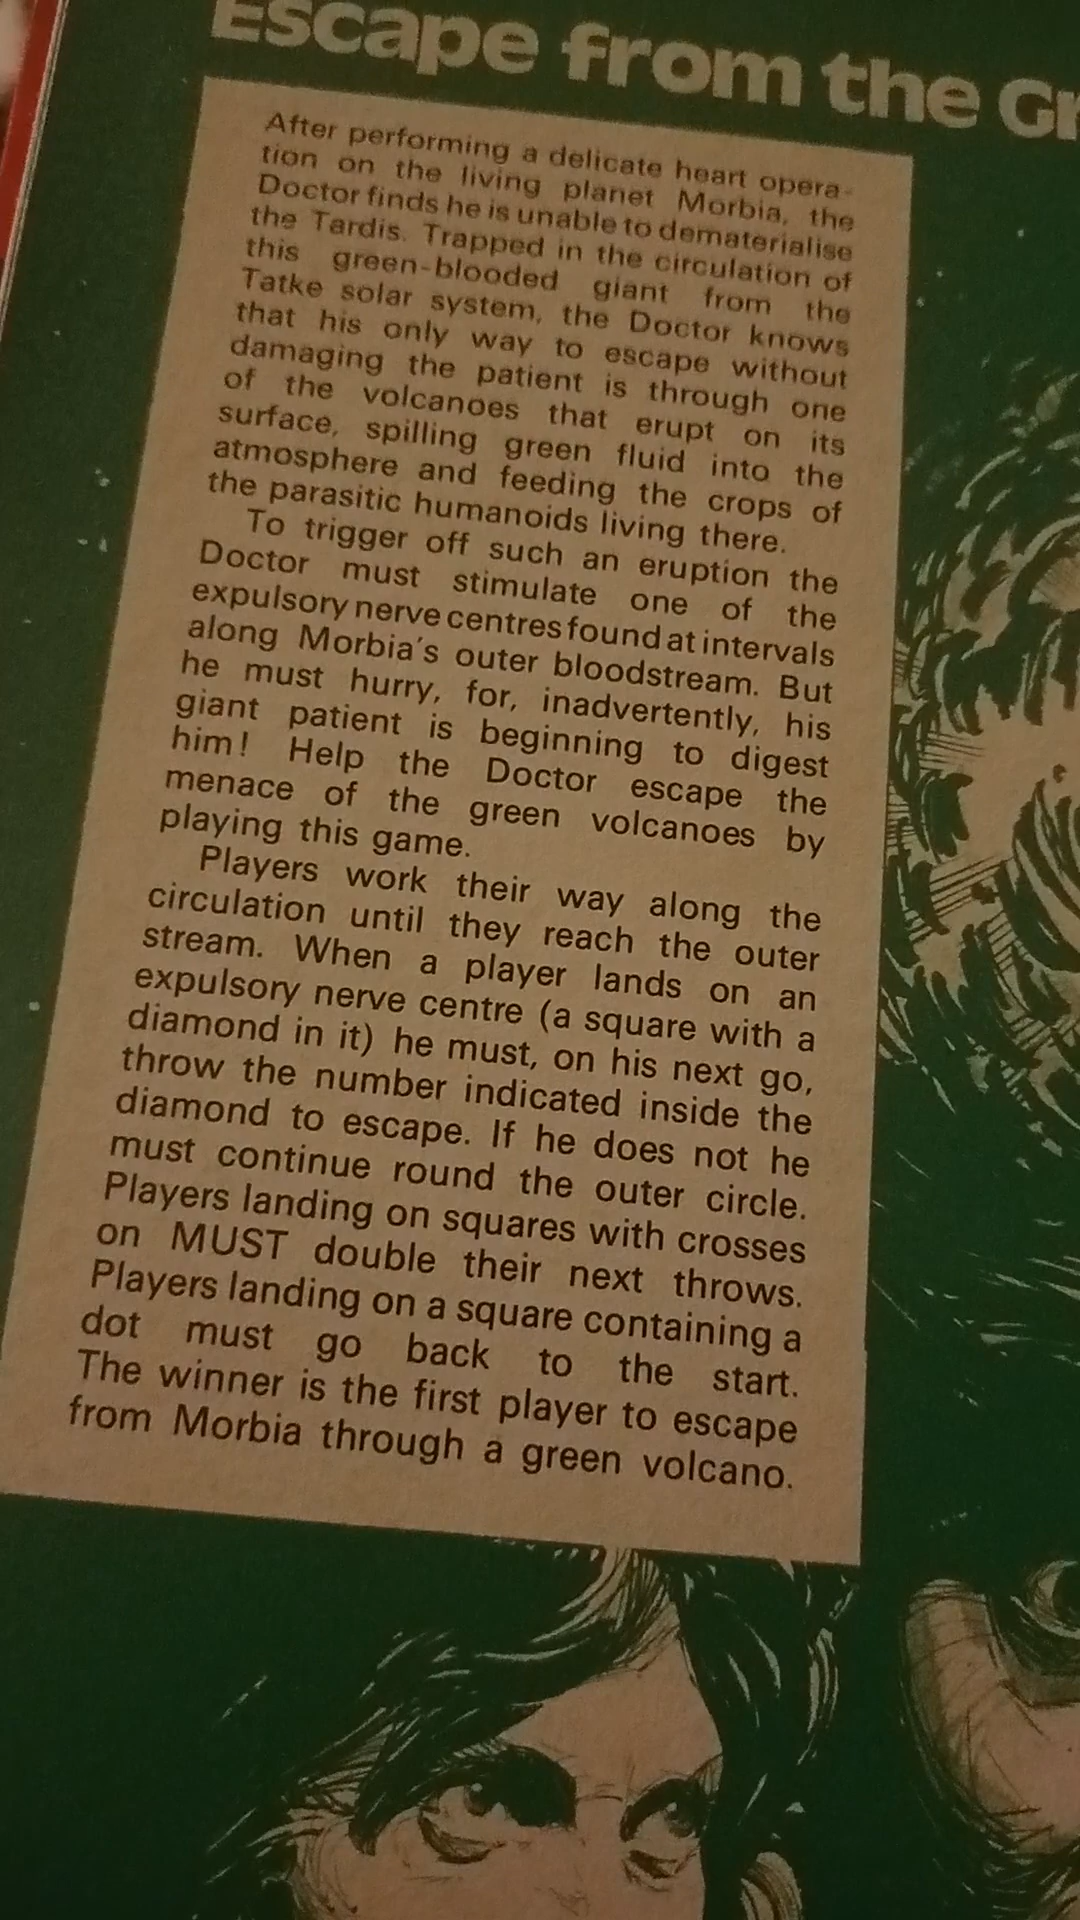 Escape from the Gr
After performing a delicate heart opera-
tion on the living planet Morbia, the
Doctor finds he is unable to dematerialise
the Tardis. Trapped in the circulation of
this green-blooded giant from the
Tatke solar system, the Doctor knows
that his only way to escape without
damaging the patient is through one
of the volcanoes that erupt on its
surface, spilling green fluid into the
atmosphere and feeding the crops of
the parasitic humanoids living there.
To trigger off such an eruption the
Doctor must stimulate one of the
expulsory nerve centres found at intervals
along Morbia's outer bloodstream. But
he must hurry, for, inadvertently, his
giant patient is beginning to digest
him! Help the Doctor escape the
menace of the green volcanoes by
playing this game.
Players work their way along the
circulation until they reach the outer
stream. When a player lands on an
expulsory nerve centre (a square with a
diamond in it) he must, on his next go,
throw the number indicated inside the
diamond to escape. If he does not he
must continue round the outer circle.
Players landing on squares with crosses
on MUST double their next throws.
Players landing on a square containing a
dot must go back to the start.
The winner is the first player to escape
from Morbia through a green volcano.